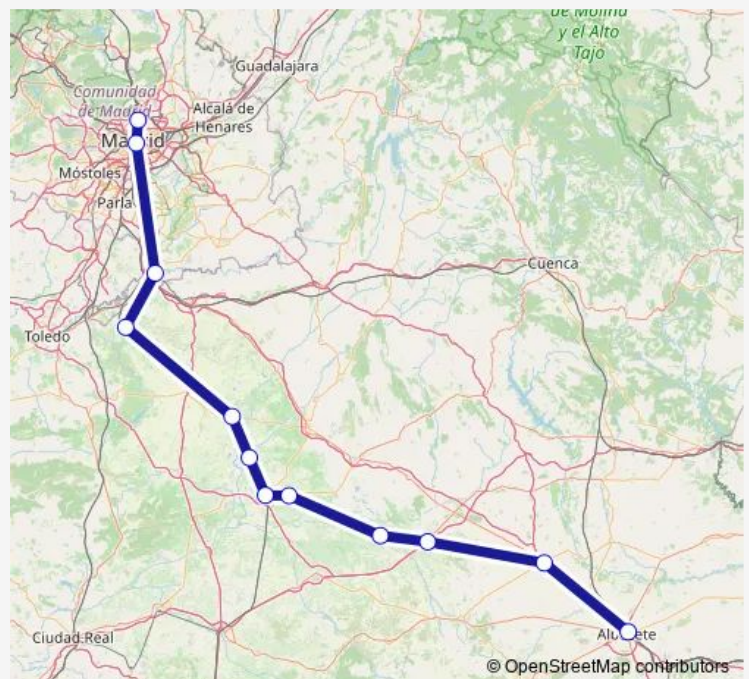 de Molina
y el Alto
Tajo
Guadalajara
Comunidad
de Madrid
Alcalá de
Henares
Madrid
Móstoles
Parla
Cuenca
Toledo
Ciudad Real
© OpenStreetMap contributors